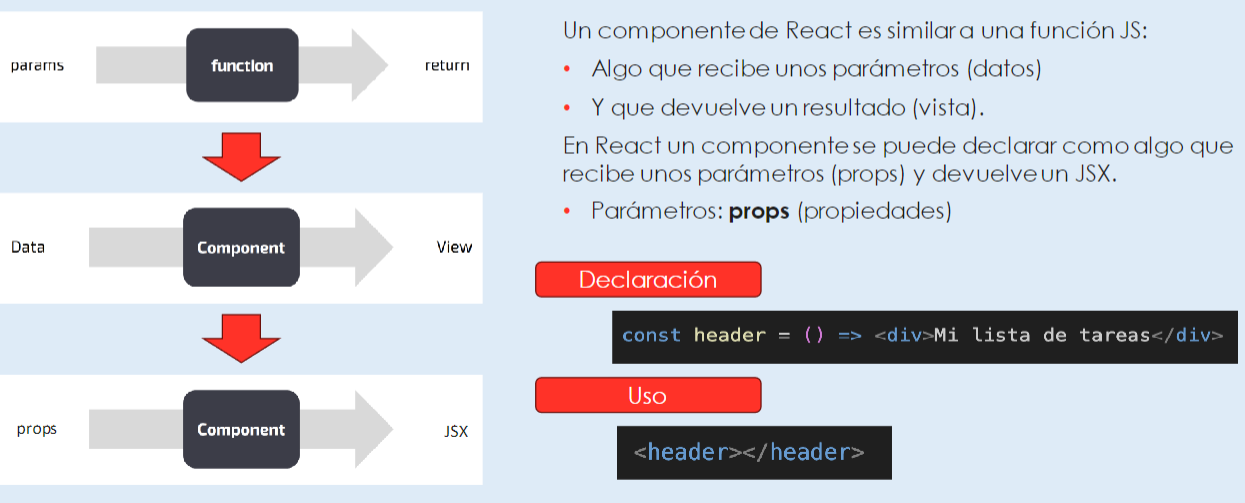 params
function
return
Data
Component
View
props
Component
JSX
Un componente de React es similar a una función JS:
• Algo que recibe unos parámetros (datos)
• Y que devuelve un resultado (vista).
En React un componente se puede declarar como algo que
recibe unos parámetros (props) y devuelve un JSX.
• Parámetros: props (propiedades)
Declaración
const header = () => <div>Mi lista de tareas</div>
Uso
<header></header>